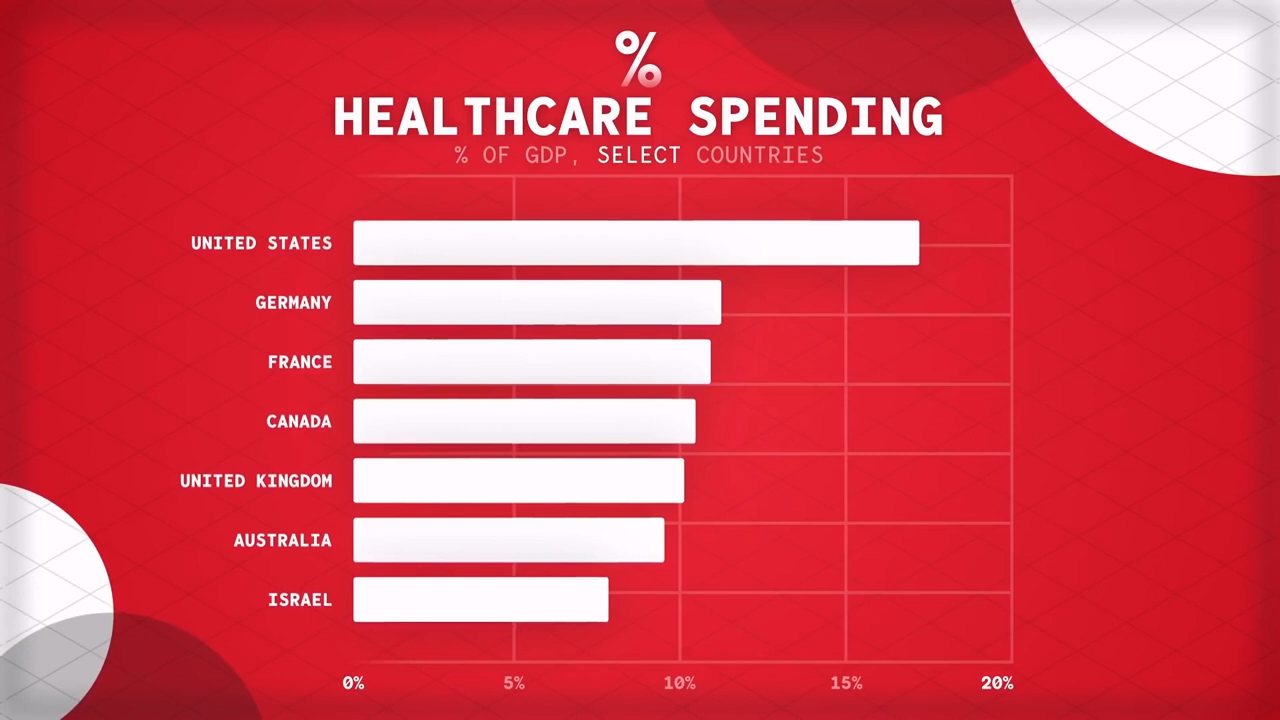 %
HEALTHCARE SPENDING
% OF GDP, SELECT COUNTRIES
UNITED STATES
GERMANY
FRANCE
CANADA
UNITED KINGDOM
AUSTRALIA
ISRAEL
0% 5% 10% 15% 20%